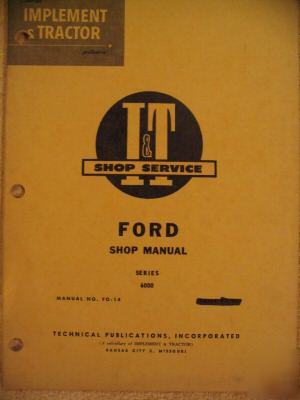 IMPLEMENT
& TRACTOR
I&T
SHOP SERVICE
FORD
SHOP MANUAL
SERIES
6000
MANUAL NO. FO-14
TECHNICAL PUBLICATIONS, INCORPORATED
(A subsidiary of IMPLEMENT & TRACTOR)
KANSAS CITY 5, MISSOURI